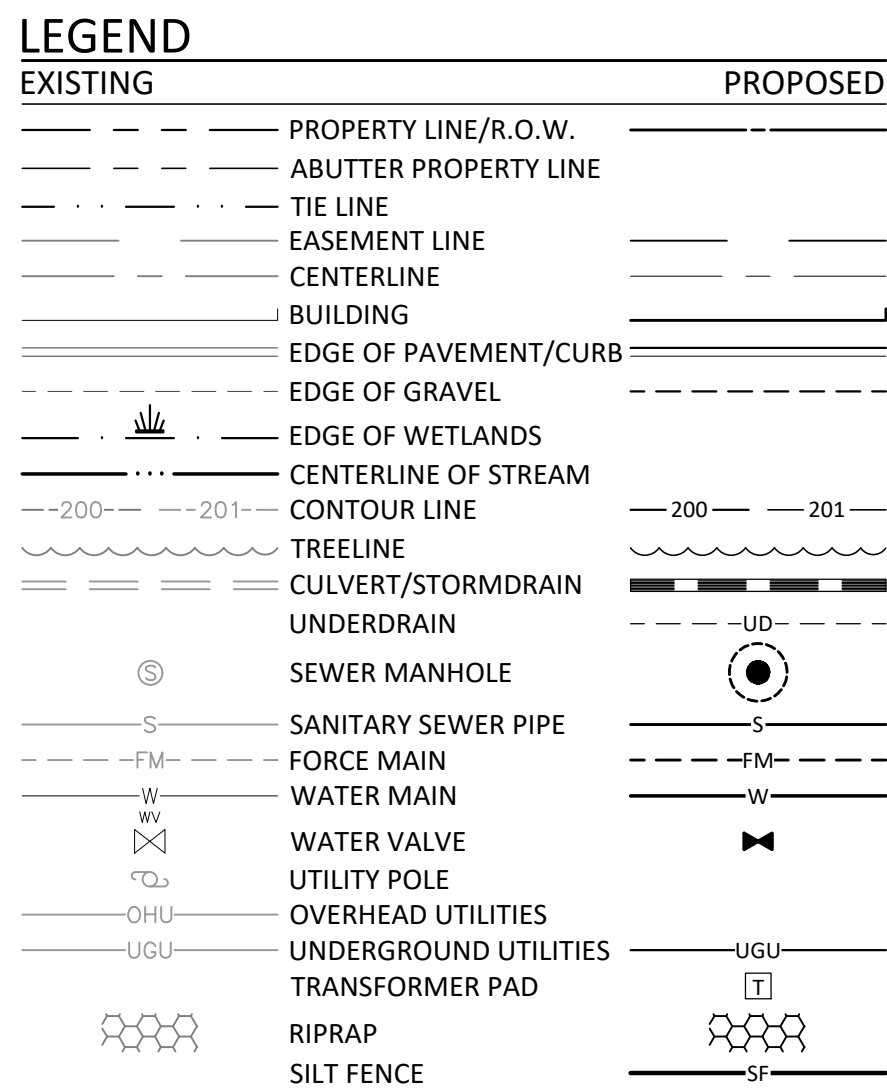 LEGEND
EXISTING PROPOSED
PROPERTY LINE/R.O.W.
ABUTTER PROPERTY LINE
TIE LINE
EASEMENT LINE
CENTERLINE
BUILDING
EDGE OF PAVEMENT/CURB
EDGE OF GRAVEL
EDGE OF WETLANDS
CENTERLINE OF STREAM
200 201 CONTOUR LINE 200 201
TREELINE
CULVERT/STORMDRAIN
UNDERDRAIN UD
S SEWER MANHOLE
S SANITARY SEWER PIPE S
FM FORCE MAIN FM
W WATER MAIN W
WV
WATER VALVE
UTILITY POLE
OHU OVERHEAD UTILITIES
UGU UNDERGROUND UTILITIES UGU
TRANSFORMER PAD T
RIPRAP
SILT FENCE SF